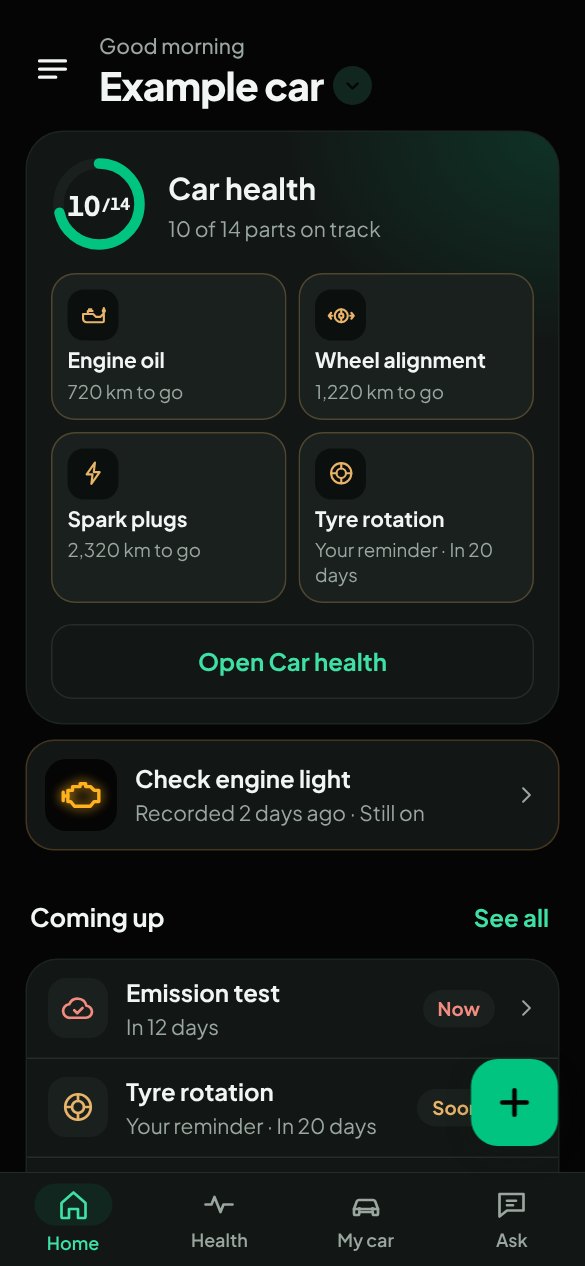 Good morning
Example car
10/14
Car health
10 of 14 parts on track
Engine oil
720 km to go
Wheel alignment
1,220 km to go
Spark plugs
2,320 km to go
Tyre rotation
Your reminder · In 20
days
Open Car health
Check engine light
Recorded 2 days ago · Still on
Coming up
See all
Emission test
In 12 days
Now
Tyre rotation
Your reminder · In 20 days
Home
Health
My car
Ask